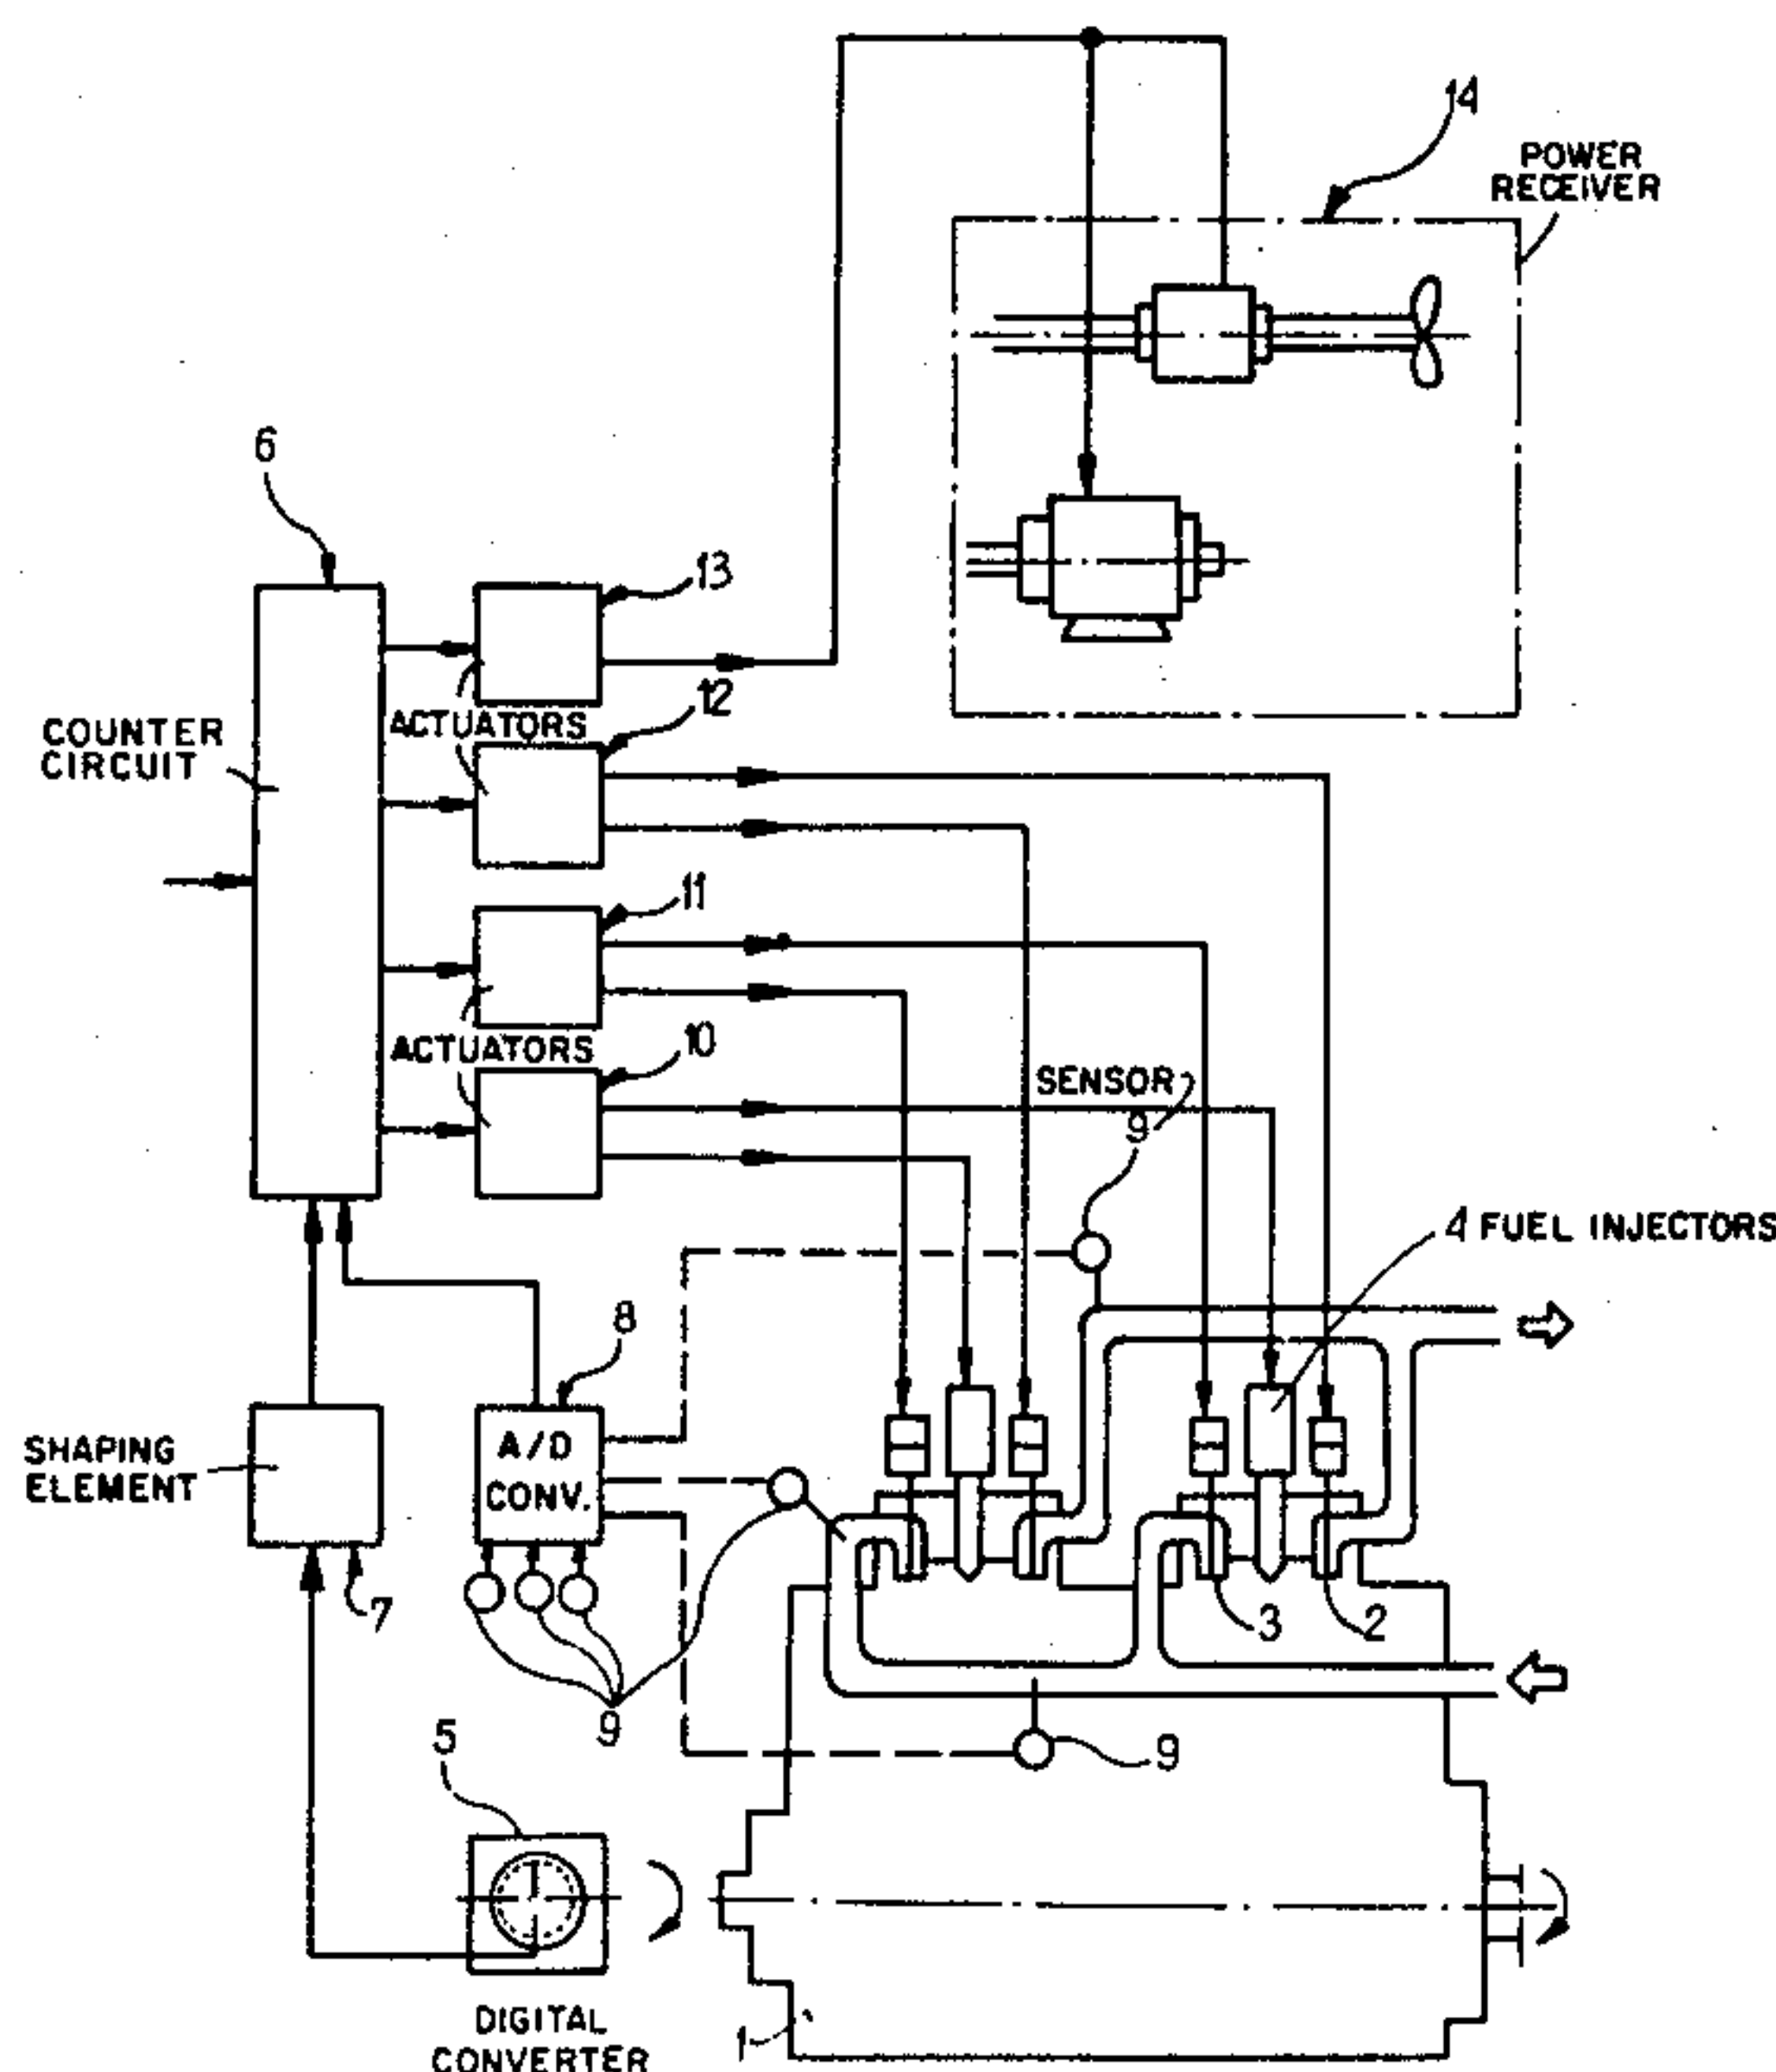 14
POWER
RECEIVER
6
13
ACTUATORS
12
COUNTER
CIRCUIT
11
ACTUATORS
10
SENSOR
9
4 FUEL INJECTORS
8
A/D
CONV.
SHAPING
ELEMENT
7
3
2
9
9
5
DIGITAL
CONVERTER
1